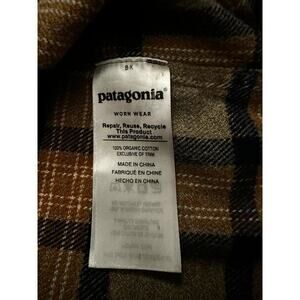 patagonia®
WORN WEAR
Repair, Reuse, Recycle
This Product
www.patagonia.com
100% ORGANIC COTTON
EXCLUSIVE OF TRIM
MADE IN CHINA
FABRIQUÉ EN CHINE
HECHO EN CHINA